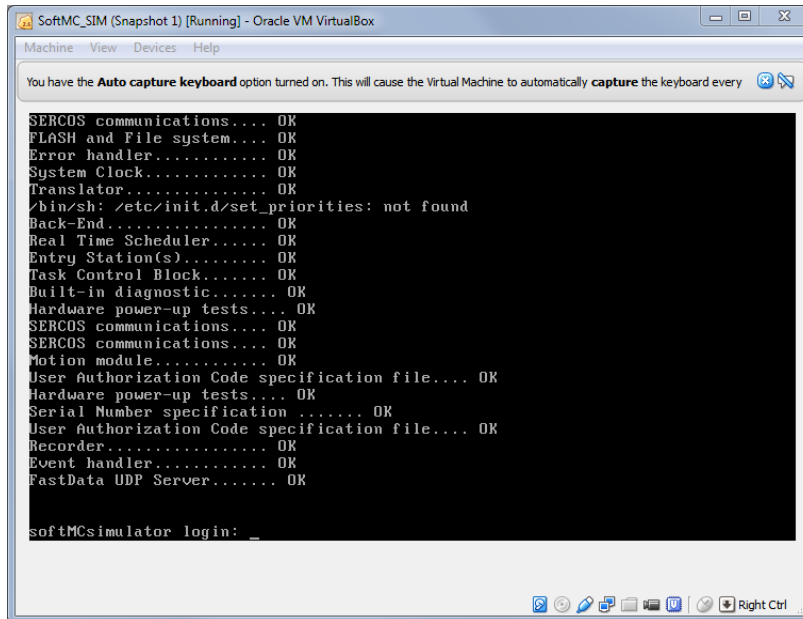 SoftMC_SIM (Snapshot 1) [Running] - Oracle VM VirtualBox
Machine View Devices Help
You have the Auto capture keyboard option turned on. This will cause the Virtual Machine to automatically capture the keyboard every
SERCOS communications.... OK
FLASH and File system.... OK
Error handler............ OK
System Clock............. OK
Translator............... OK
/bin/sh: /etc/init.d/set_priorities: not found
Back-End................. OK
Real Time Scheduler...... OK
Entry Station(s)......... OK
Task Control Block....... OK
Built-in diagnostic....... OK
Hardware power-up tests.... OK
SERCOS communications.... OK
SERCOS communications.... OK
Motion module............ OK
User Authorization Code specification file.... OK
Hardware power-up tests.... OK
Serial Number specification ....... OK
User Authorization Code specification file.... OK
Recorder................. OK
Event handler............ OK
FastData UDP Server....... OK
softMCsimulator login: _
Right Ctrl